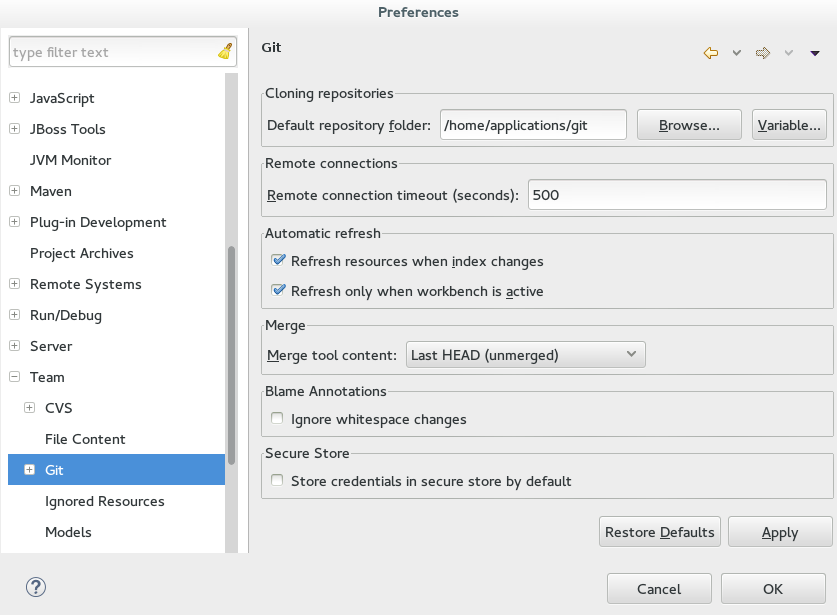 Preferences
type filter text
JavaScript
JBoss Tools
JVM Monitor
Maven
Plug-in Development
Project Archives
Remote Systems
Run/Debug
Server
Team
CVS
File Content
Git
Ignored Resources
Models
Git
Cloning repositories
Default repository folder: /home/applications/git Browse... Variable...
Remote connections
Remote connection timeout (seconds): 500
Automatic refresh
Refresh resources when index changes
Refresh only when workbench is active
Merge
Merge tool content: Last HEAD (unmerged)
Blame Annotations
Ignore whitespace changes
Secure Store
Store credentials in secure store by default
Restore Defaults Apply
? Cancel OK